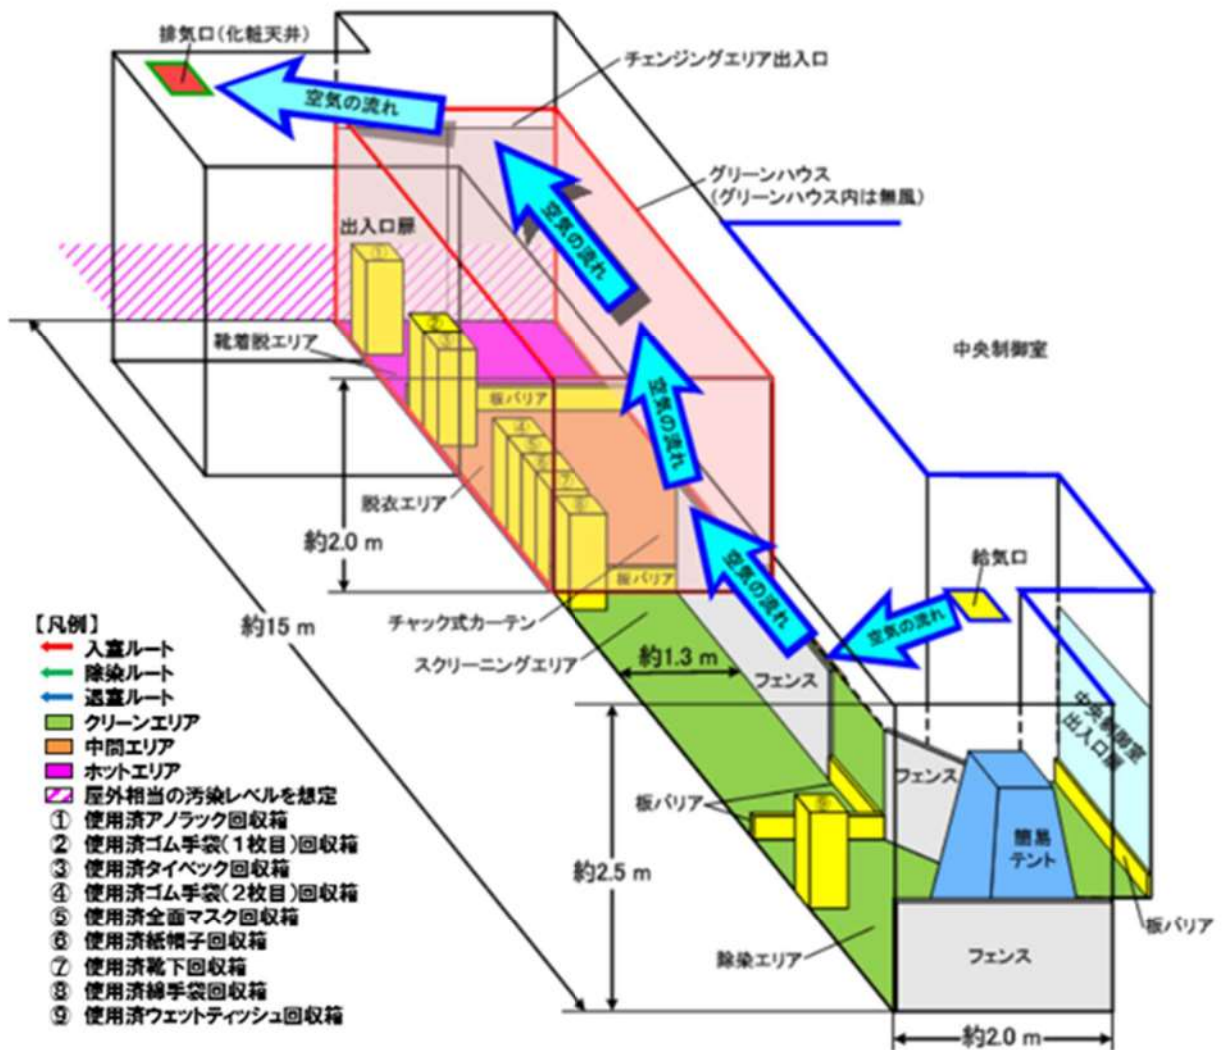 排気口(化粧天井)
チェンジングエリア出入口
空気の流れ
グリーンハウス
(グリーンハウス内は無風)
出入口扉
①
空気の流れ
中央制御室
靴着脱エリア
②
③
板バリア
空気の流れ
④
⑤
⑥
⑦
⑧
脱衣エリア
約2.0 m
板バリア
空気の流れ
給気口
空気の流れ
チャック式カーテン
スクリーニングエリア
約15 m
約1.3 m
フェンス
中央制御室
出入口扉
フェンス
板バリア
⑨
簡易
テント
約2.5 m
板バリア
除染エリア
フェンス
約2.0 m
【凡例】
入室ルート
除染ルート
退室ルート
クリーンエリア
中間エリア
ホットエリア
屋外相当の汚染レベルを想定
① 使用済アノラック回収箱
② 使用済ゴム手袋(1枚目)回収箱
③ 使用済タイベック回収箱
④ 使用済ゴム手袋(2枚目)回収箱
⑤ 使用済全面マスク回収箱
⑥ 使用済紙帽子回収箱
⑦ 使用済靴下回収箱
⑧ 使用済綿手袋回収箱
⑨ 使用済ウェットティッシュ回収箱